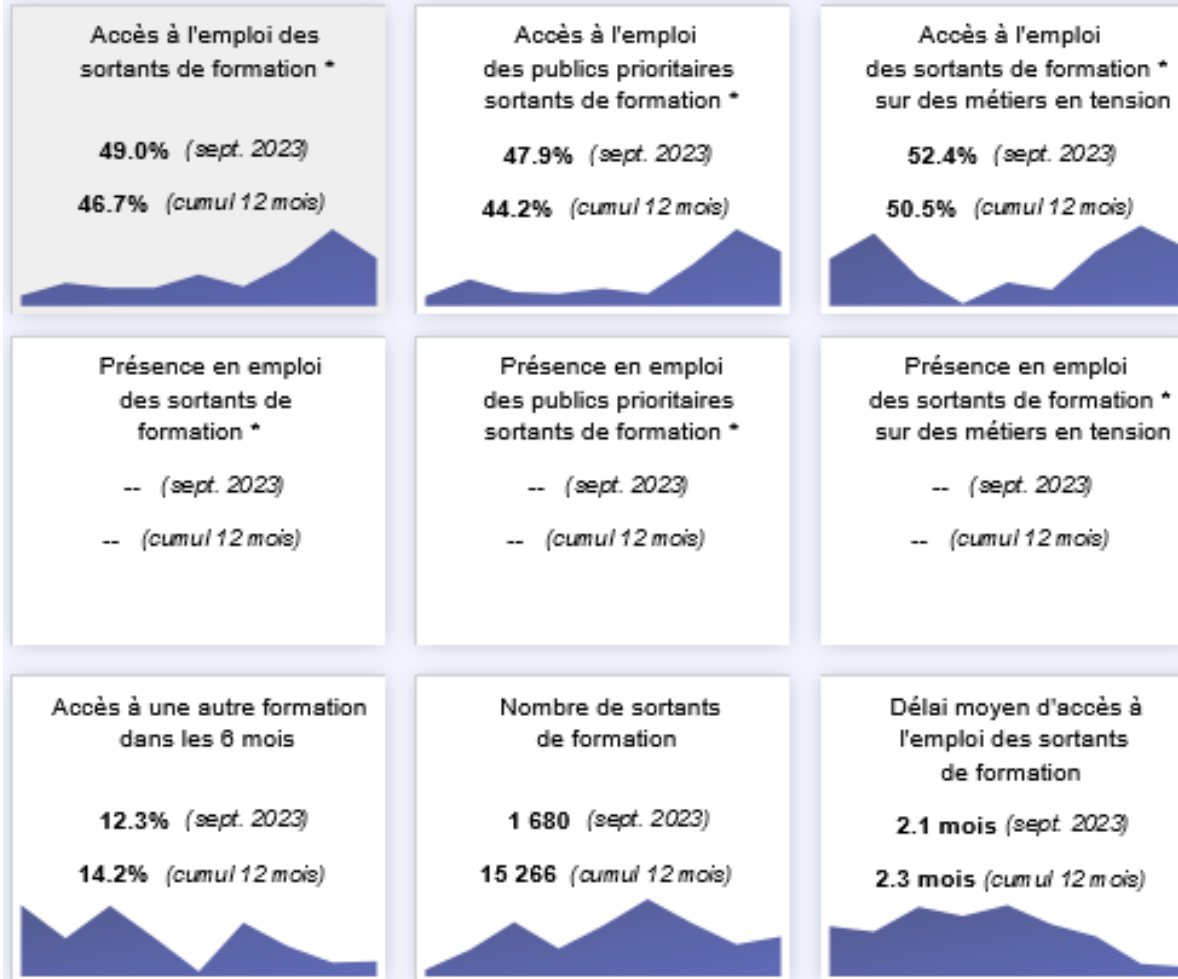 Accès à l'emploi des
sortants de formation *
49.0% (sept. 2023)
46.7% (cumul 12 mois)
Accès à l'emploi
des publics prioritaires
sortants de formation *
47.9% (sept. 2023)
44.2% (cumul 12 mois)
Accès à l'emploi
des sortants de formation *
sur des métiers en tension
52.4% (sept. 2023)
50.5% (cumul 12 mois)
Présence en emploi
des sortants de
formation *
-- (sept. 2023)
-- (cumul 12 mois)
Présence en emploi
des publics prioritaires
sortants de formation *
-- (sept. 2023)
-- (cumul 12 mois)
Présence en emploi
des sortants de formation *
sur des métiers en tension
-- (sept. 2023)
-- (cumul 12 mois)
Accès à une autre formation
dans les 6 mois
12.3% (sept. 2023)
14.2% (cumul 12 mois)
Nombre de sortants
de formation
1 680 (sept. 2023)
15 266 (cumul 12 mois)
Délai moyen d'accès à
l'emploi des sortants
de formation
2.1 mois (sept. 2023)
2.3 mois (cumul 12 mois)